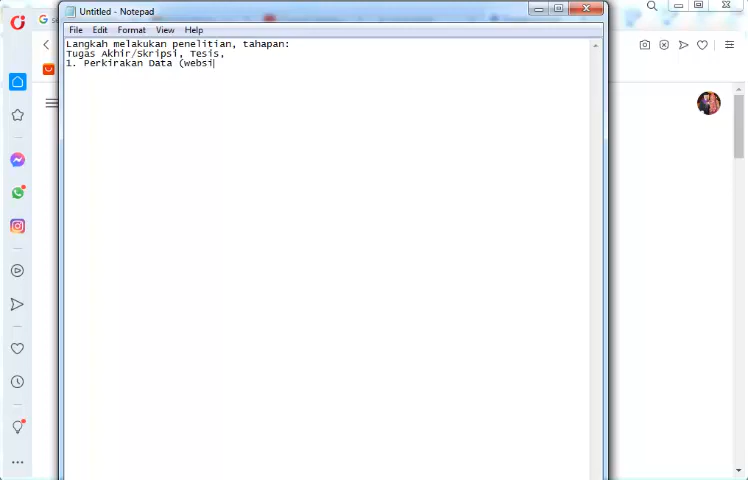 Untitled - Notepad
File Edit Format View Help
Langkah melakukan penelitian, tahapan:
Tugas Akhir/Skripsi, Tesis,
1. Perkirakan Data (websi